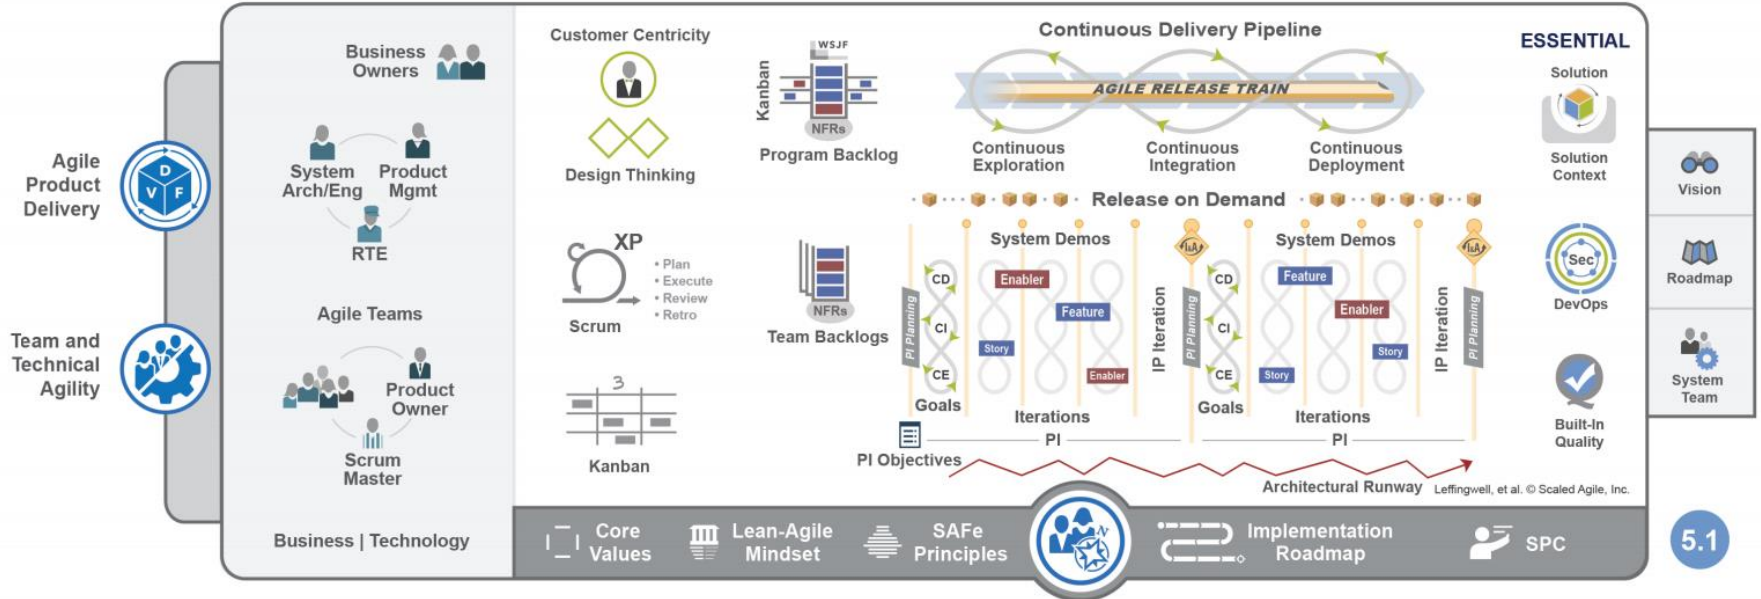 Agile
Product
Delivery
D
V F
Team and
Technical
Agility
Business
Owners
System
Arch/Eng
Product
Mgmt
RTE
Agile Teams
Product
Owner
Scrum
Master
Business | Technology
Customer Centricity
Design Thinking
XP
• Plan
• Execute
• Review
• Retro
Scrum
3
Kanban
WSJF
Kanban
NFRs
Program Backlog
NFRs
Team Backlogs
Continuous Delivery Pipeline
AGILE RELEASE TRAIN
Continuous
Exploration
Continuous
Integration
Continuous
Deployment
Release on Demand
System Demos
PI Planning
CD
CI
CE
Goals
Enabler
Feature
Story
Enabler
Iterations
IP Iteration
I&A
System Demos
PI Planning
CD
CI
CE
Goals
Feature
Enabler
Story
Story
Iterations
IP Iteration
I&A
PI Planning
PI
PI
PI Objectives
Architectural Runway
Leffingwell, et al. © Scaled Agile, Inc.
ESSENTIAL
Solution
Solution
Context
Sec
DevOps
Built-In
Quality
Vision
Roadmap
System
Team
Core
Values
Lean-Agile
Mindset
SAFe
Principles
N
Implementation
Roadmap
SPC
5.1